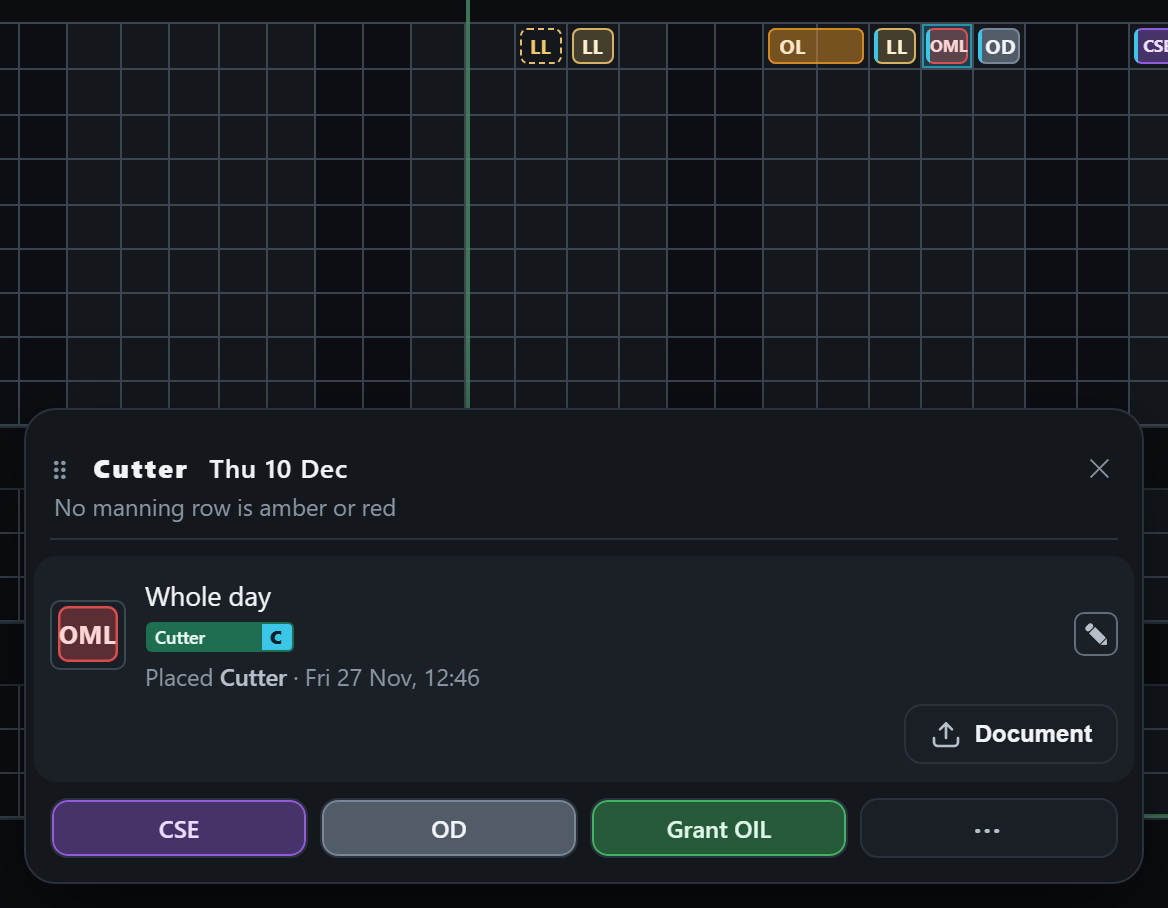 LL LL OL LL OML OD CSE
Cutter Thu 10 Dec
No manning row is amber or red
OML
Whole day
Cutter C
Placed Cutter · Fri 27 Nov, 12:46
Document
CSE OD Grant OIL ...